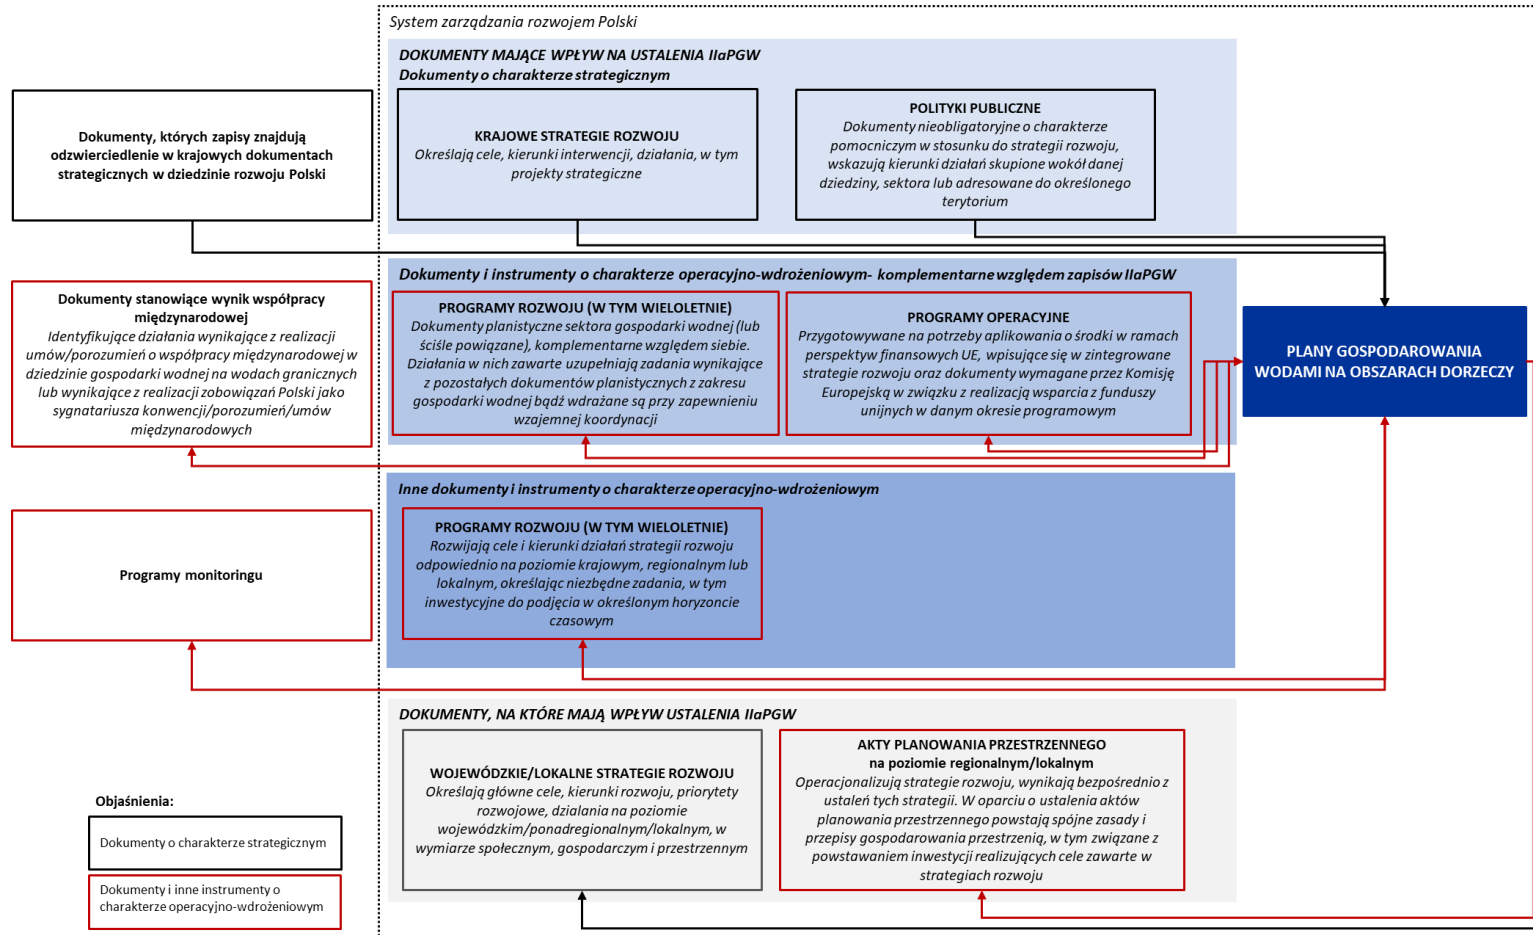 System zarządzania rozwojem Polski
DOKUMENTY MAJĄCE WPŁYW NA USTALENIA IIaPGW
Dokumenty o charakterze strategicznym
Dokumenty, których zapisy znajdują
odzwierciedlenie w krajowych dokumentach
strategicznych w dziedzinie rozwoju Polski
KRAJOWE STRATEGIE ROZWOJU
Określają cele, kierunki interwencji, działania, w tym
projekty strategiczne
POLITYKI PUBLICZNE
Dokumenty nieobligatoryjne o charakterze
pomocniczym w stosunku do strategii rozwoju,
wskazują kierunki działań skupione wokół danej
dziedziny, sektora lub adresowane do określonego
terytorium
Dokumenty i instrumenty o charakterze operacyjno-wdrożeniowym- komplementarne względem zapisów IIaPGW
Dokumenty stanowiące wynik współpracy
międzynarodowej
Identyfikujące działania wynikające z realizacji
umów/porozumień o współpracy międzynarodowej w
dziedzinie gospodarki wodnej na wodach granicznych
lub wynikające z realizacji zobowiązań Polski jako
sygnatariusza konwencji/porozumień/umów
międzynarodowych
PROGRAMY ROZWOJU (W TYM WIELOLETNIE)
Dokumenty planistyczne sektora gospodarki wodnej (lub
ściśle powiązane), komplementarne względem siebie.
Działania w nich zawarte uzupełniają zadania wynikające
z pozostałych dokumentów planistycznych z zakresu
gospodarki wodnej bądź wdrażane są przy zapewnieniu
wzajemnej koordynacji
PROGRAMY OPERACYJNE
Przygotowywane na potrzeby aplikowania o środki w ramach
perspektyw finansowych UE, wpisujące się w zintegrowane
strategie rozwoju oraz dokumenty wymagane przez Komisję
Europejską w związku z realizacją wsparcia z funduszy
unijnych w danym okresie programowym
PLANY GOSPODAROWANIA
WODAMI NA OBSZARACH DORZECZY
Inne dokumenty i instrumenty o charakterze operacyjno-wdrożeniowym
Programy monitoringu
PROGRAMY ROZWOJU (W TYM WIELOLETNIE)
Rozwijają cele i kierunki działań strategii rozwoju
odpowiednio na poziomie krajowym, regionalnym lub
lokalnym, określając niezbędne zadania, w tym
inwestycyjne do podjęcia w określonym horyzoncie
czasowym
DOKUMENTY, NA KTÓRE MAJĄ WPŁYW USTALENIA IIaPGW
WOJEWÓDZKIE/LOKALNE STRATEGIE ROZWOJU
Określają główne cele, kierunki rozwoju, priorytety
rozwojowe, dzialania na poziomie
wojewódzkim/ponadregionalnym/lokalnym, w
wymiarze społecznym, gospodarczym i przestrzennym
AKTY PLANOWANIA PRZESTRZENNEGO
na poziomie regionalnym/lokalnym
Operacjonalizują strategie rozwoju, wynikają bezpośrednio z
ustaleń tych strategii. W oparciu o ustalenia aktów
planowania przestrzennego powstają spójne zasady i
przepisy gospodarowania przestrzenią, w tym związane z
powstawaniem inwestycji realizujących cele zawarte w
strategiach rozwoju
Objaśnienia:
Dokumenty o charakterze strategicznym
Dokumenty i inne instrumenty o
charakterze operacyjno-wdrożeniowym